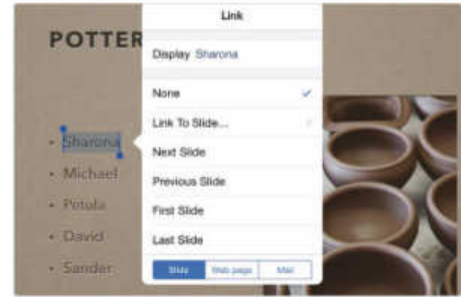 POTTER
Link
Display Sharona
None
Link To Slide...
Next Slide
Previous Slide
First Slide
Last Slide
Slide Web page Mail
• Sharona
• Michael
• Petula
• David
• Sander